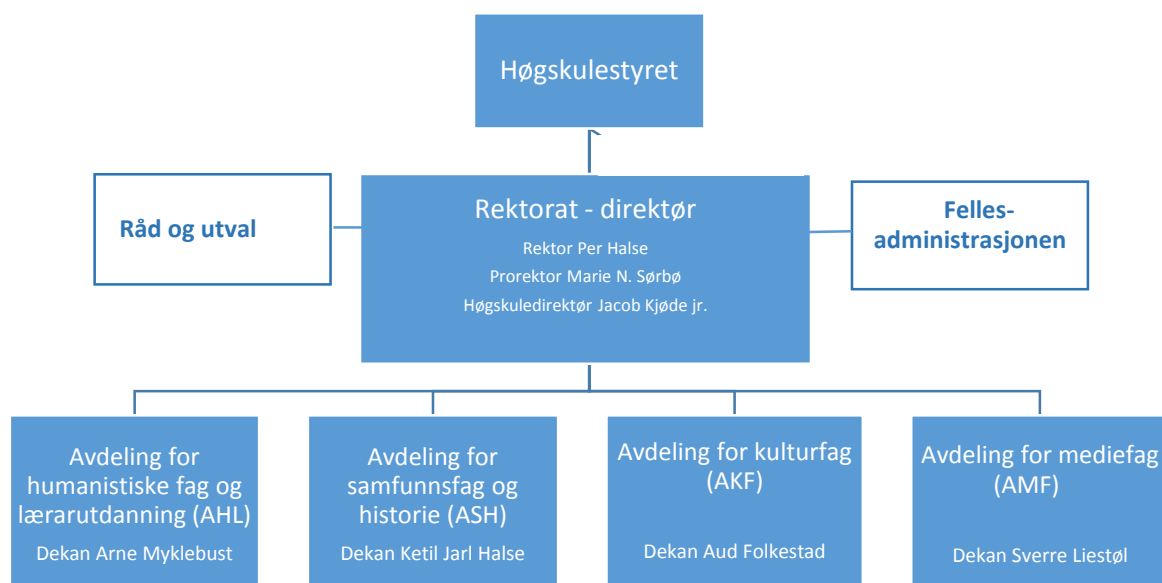 Høgskulestyret
Råd og utval
Rektorat - direktør
Rektor Per Halse
Prorektor Marie N. Sørbø
Høgskuledirektør Jacob Kjøde jr.
Felles-
administrasjonen
Avdeling for
humanistiske fag og
lærarutdanning (AHL)
Dekan Arne Myklebust
Avdeling for
samfunnsfag og
historie (ASH)
Dekan Ketil Jarl Halse
Avdeling for kulturfag
(AKF)
Dekan Aud Folkestad
Avdeling for mediefag
(AMF)
Dekan Sverre Liestøl